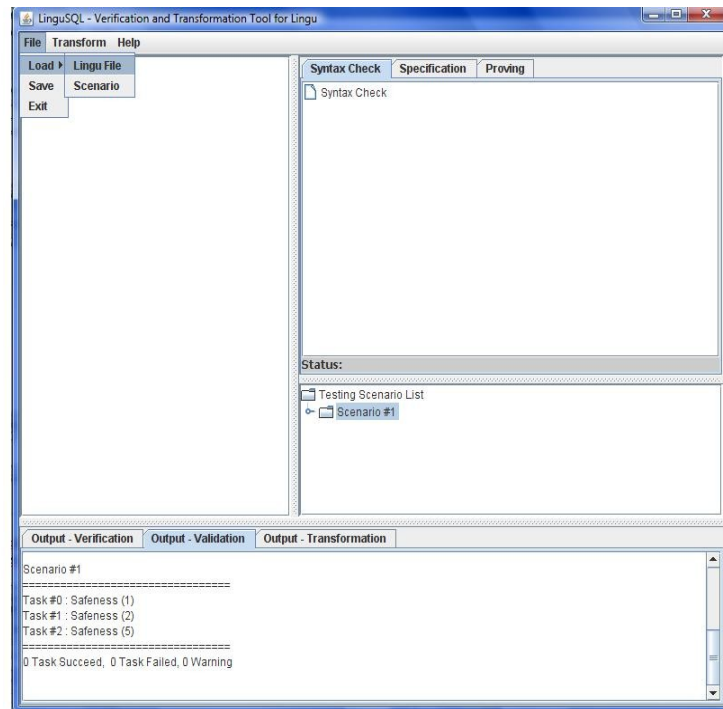 LinguSQL - Verification and Transformation Tool for Lingu
File Transform Help
Load Lingu File
Save Scenario
Exit
Syntax Check Specification Proving
Syntax Check
Status:
Testing Scenario List
Scenario #1
Output - Verification Output - Validation Output - Transformation
Scenario #1
=================================
Task #0 : Safeness (1)
Task #1 : Safeness (2)
Task #2 : Safeness (5)
=================================
0 Task Succeed, 0 Task Failed, 0 Warning